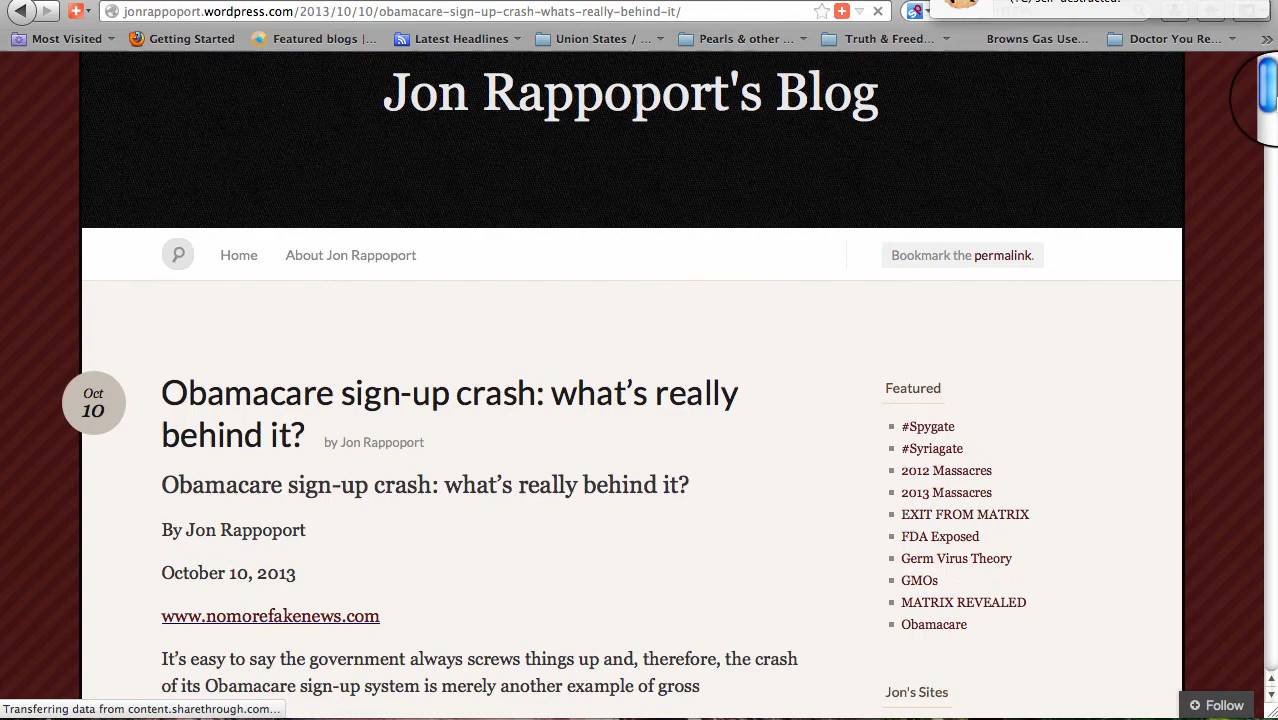 jonrappoport.wordpress.com/2013/10/10/obamacare-sign-up-crash-whats-really-behind-it/
Most Visited
Getting Started
Featured blogs |...
Latest Headlines
Union States / ...
Pearls & other ...
Truth & Freed...
Browns Gas Use...
Doctor You Re...
»
Jon Rappoport's Blog
Home
About Jon Rappoport
Bookmark the permalink.
Oct
10
Obamacare sign-up crash: what's really
behind it? by Jon Rappoport
Obamacare sign-up crash: what's really behind it?
By Jon Rappoport
October 10, 2013
www.nomorefakenews.com
It's easy to say the government always screws things up and, therefore, the crash
of its Obamacare sign-up system is merely another example of gross
Featured
#Spygate
#Syriagate
2012 Massacres
2013 Massacres
EXIT FROM MATRIX
FDA Exposed
Germ Virus Theory
GMOs
MATRIX REVEALED
Obamacare
Jon's Sites
Transferring data from content.sharethrough.com...
Follow